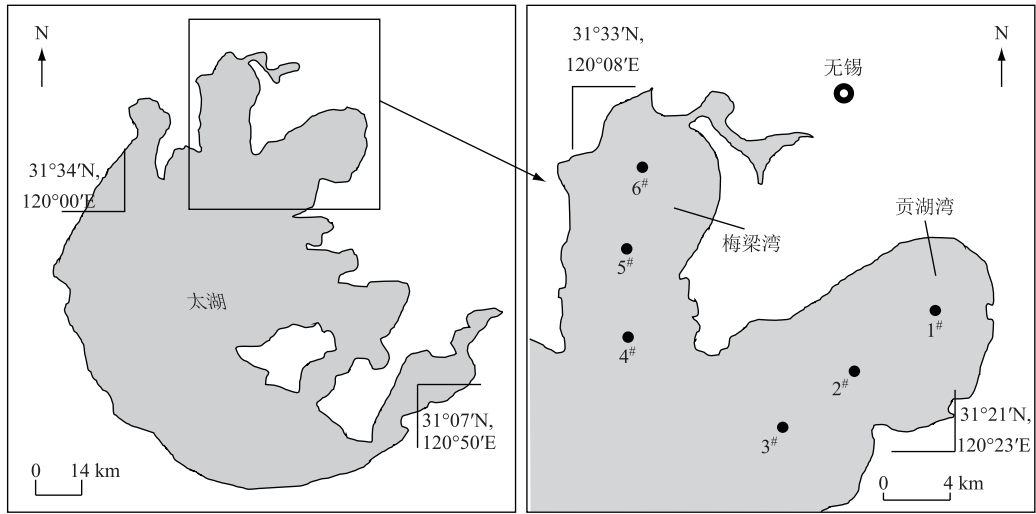 N
31°34′N,
120°00′E
太湖
31°07′N,
120°50′E
0 14 km
31°33′N,
120°08′E
N
无锡
6#
贡湖湾
梅梁湾
5#
1#
4#
2#
3#
31°21′N,
120°23′E
0 4 km